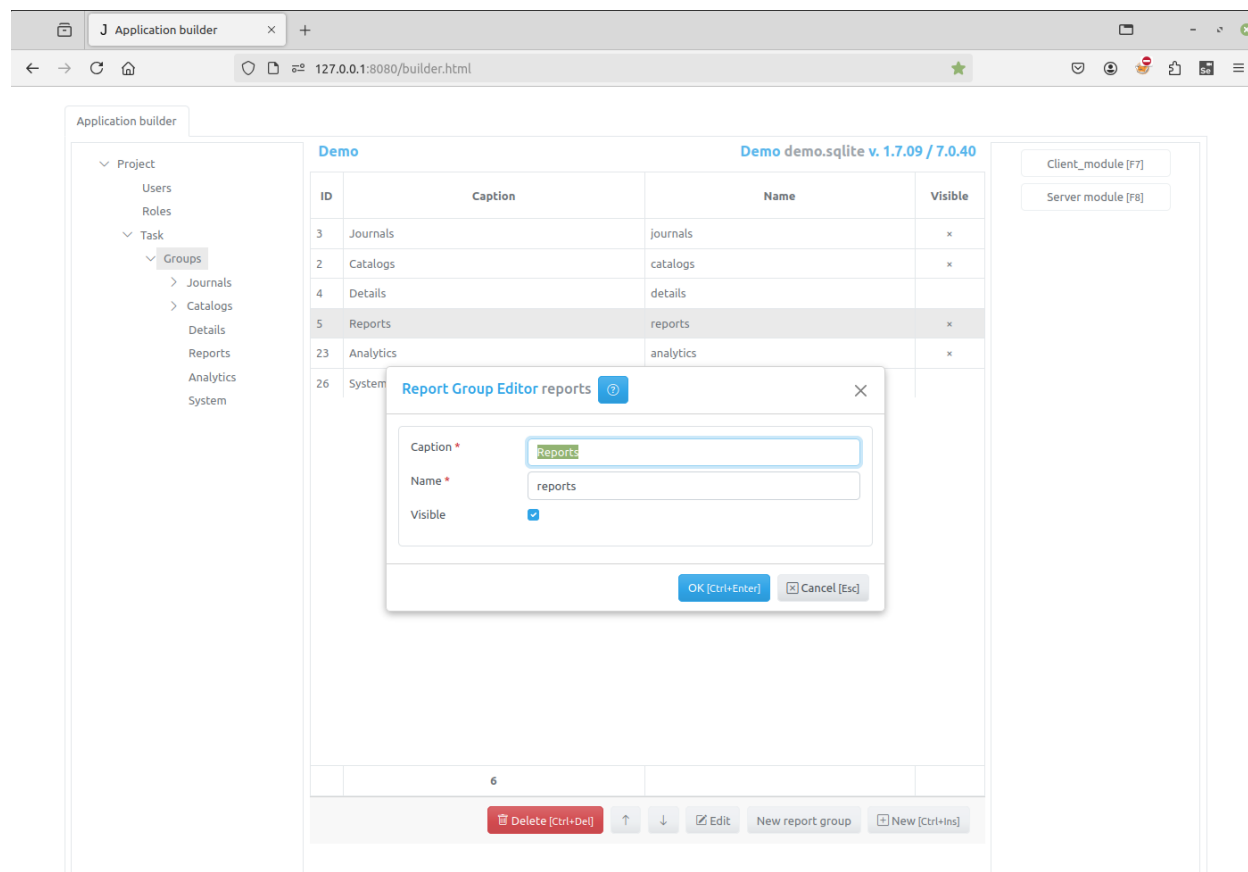 J Application builder
127.0.0.1:8080/builder.html
Application builder
Project
Users
Roles
Task
Groups
Journals
Catalogs
Details
Reports
Analytics
System
Demo
Demo demo.sqlite v. 1.7.09 / 7.0.40
ID Caption Name Visible
3 Journals journals ×
2 Catalogs catalogs ×
4 Details details
5 Reports reports ×
23 Analytics analytics ×
26 System
Report Group Editor reports
Caption *
Reports
Name *
reports
Visible
OK [Ctrl+Enter]
Cancel [Esc]
6
Delete [Ctrl+Del]
↑
↓
Edit
New report group
New [Ctrl+Ins]
Client_module [F7]
Server module [F8]